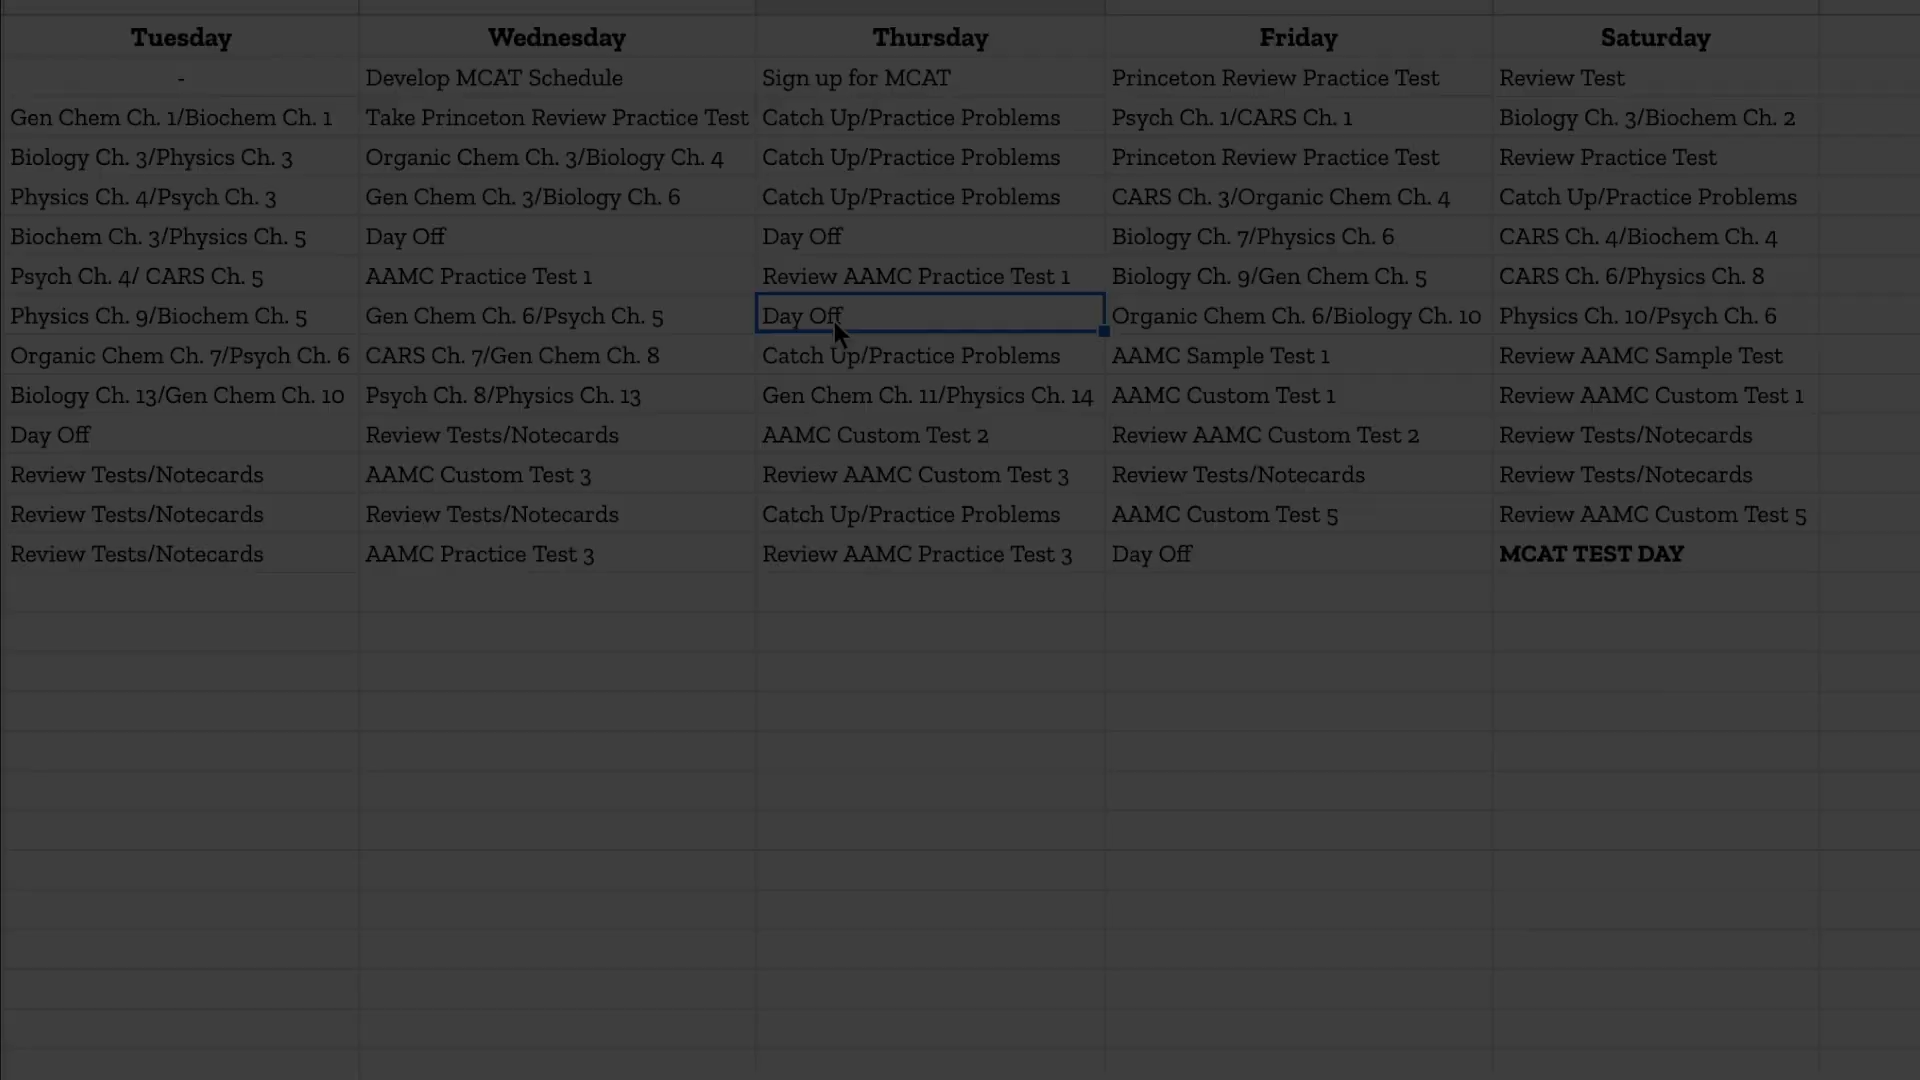 Tuesday Wednesday Thursday Friday Saturday
- Develop MCAT Schedule Sign up for MCAT Princeton Review Practice Test Review Test
Gen Chem Ch. 1/Biochem Ch. 1 Take Princeton Review Practice Test Catch Up/Practice Problems Psych Ch. 1/CARS Ch. 1 Biology Ch. 3/Biochem Ch. 2
Biology Ch. 3/Physics Ch. 3 Organic Chem Ch. 3/Biology Ch. 4 Catch Up/Practice Problems Princeton Review Practice Test Review Practice Test
Physics Ch. 4/Psych Ch. 3 Gen Chem Ch. 3/Biology Ch. 6 Catch Up/Practice Problems CARS Ch. 3/Organic Chem Ch. 4 Catch Up/Practice Problems
Biochem Ch. 3/Physics Ch. 5 Day Off Day Off Biology Ch. 7/Physics Ch. 6 CARS Ch. 4/Biochem Ch. 4
Psych Ch. 4/ CARS Ch. 5 AAMC Practice Test 1 Review AAMC Practice Test 1 Biology Ch. 9/Gen Chem Ch. 5 CARS Ch. 6/Physics Ch. 8
Physics Ch. 9/Biochem Ch. 5 Gen Chem Ch. 6/Psych Ch. 5 Day Off Organic Chem Ch. 6/Biology Ch. 10 Physics Ch. 10/Psych Ch. 6
Organic Chem Ch. 7/Psych Ch. 6 CARS Ch. 7/Gen Chem Ch. 8 Catch Up/Practice Problems AAMC Sample Test 1 Review AAMC Sample Test
Biology Ch. 13/Gen Chem Ch. 10 Psych Ch. 8/Physics Ch. 13 Gen Chem Ch. 11/Physics Ch. 14 AAMC Custom Test 1 Review AAMC Custom Test 1
Day Off Review Tests/Notecards AAMC Custom Test 2 Review AAMC Custom Test 2 Review Tests/Notecards
Review Tests/Notecards AAMC Custom Test 3 Review AAMC Custom Test 3 Review Tests/Notecards Review Tests/Notecards
Review Tests/Notecards Review Tests/Notecards Catch Up/Practice Problems AAMC Custom Test 5 Review AAMC Custom Test 5
Review Tests/Notecards AAMC Practice Test 3 Review AAMC Practice Test 3 Day Off MCAT TEST DAY